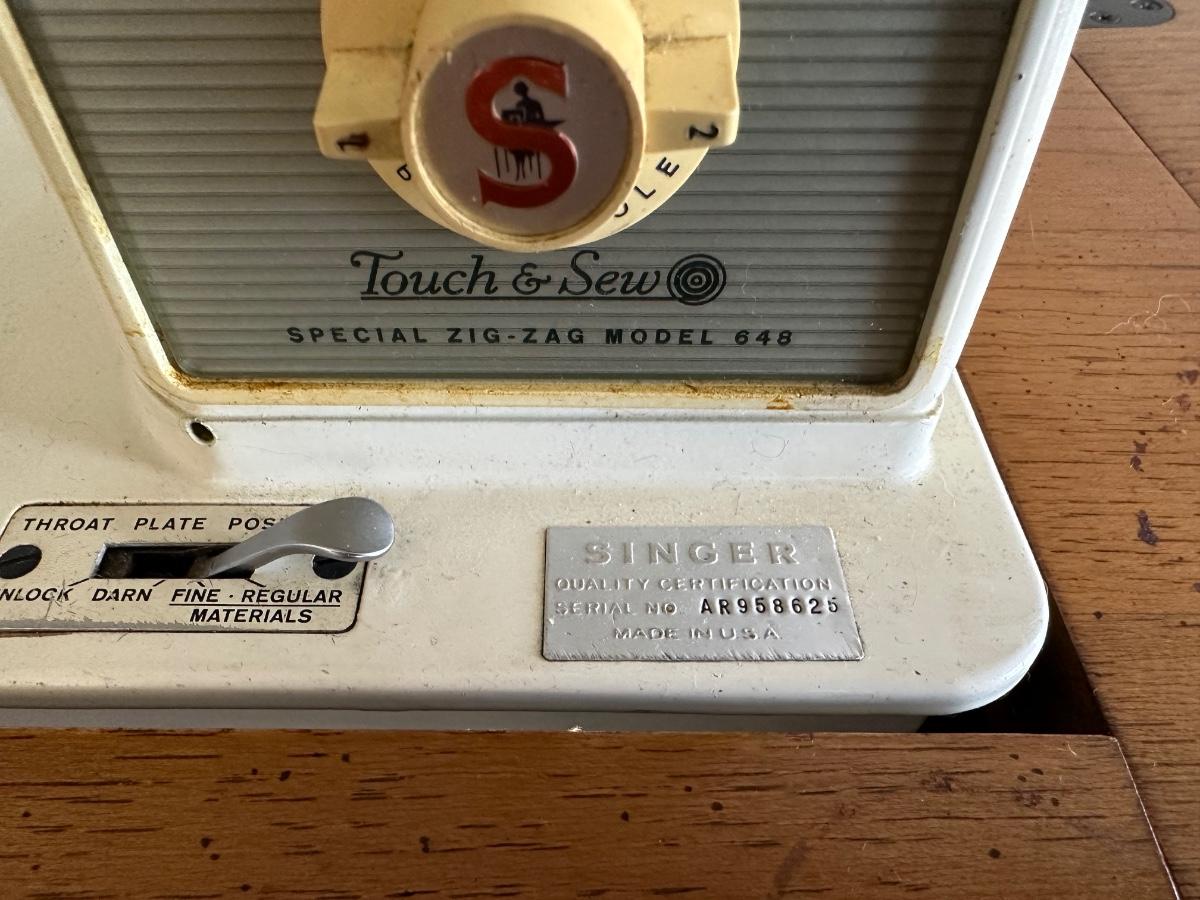 1
2
S
Touch & Sew
SPECIAL ZIG-ZAG MODEL 648
THROAT PLATE
DARN FINE · REGULAR
MATERIALS
SINGER
QUALITY CERTIFICATION
SERIAL NO AR958625
MADE IN U.S.A